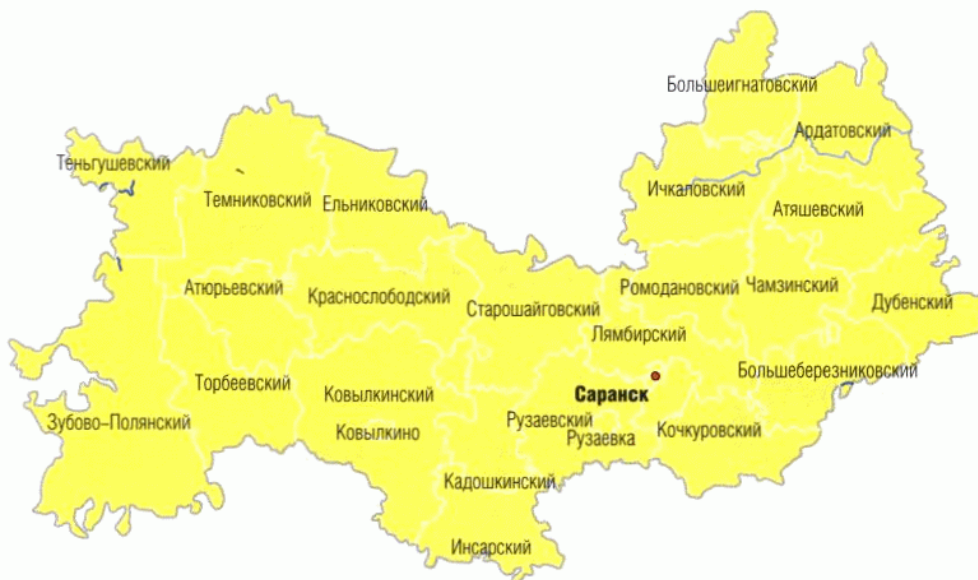 Большеигнатовский
Ардатовский
Теньгушевский
Ичкаловский
Темниковский
Ельниковский
Атяшевский
Атюрьевский
Краснослободский
Старошайговский
Ромодановский
Чамзинский
Дубенский
Лямбирский
Большеберезниковский
Торбеевский
Ковылкинский
Саранск
Зубово-Полянский
Рузаевский
Ковылкино
Рузаевка
Кочкуровский
Кадошкинский
Инсарский